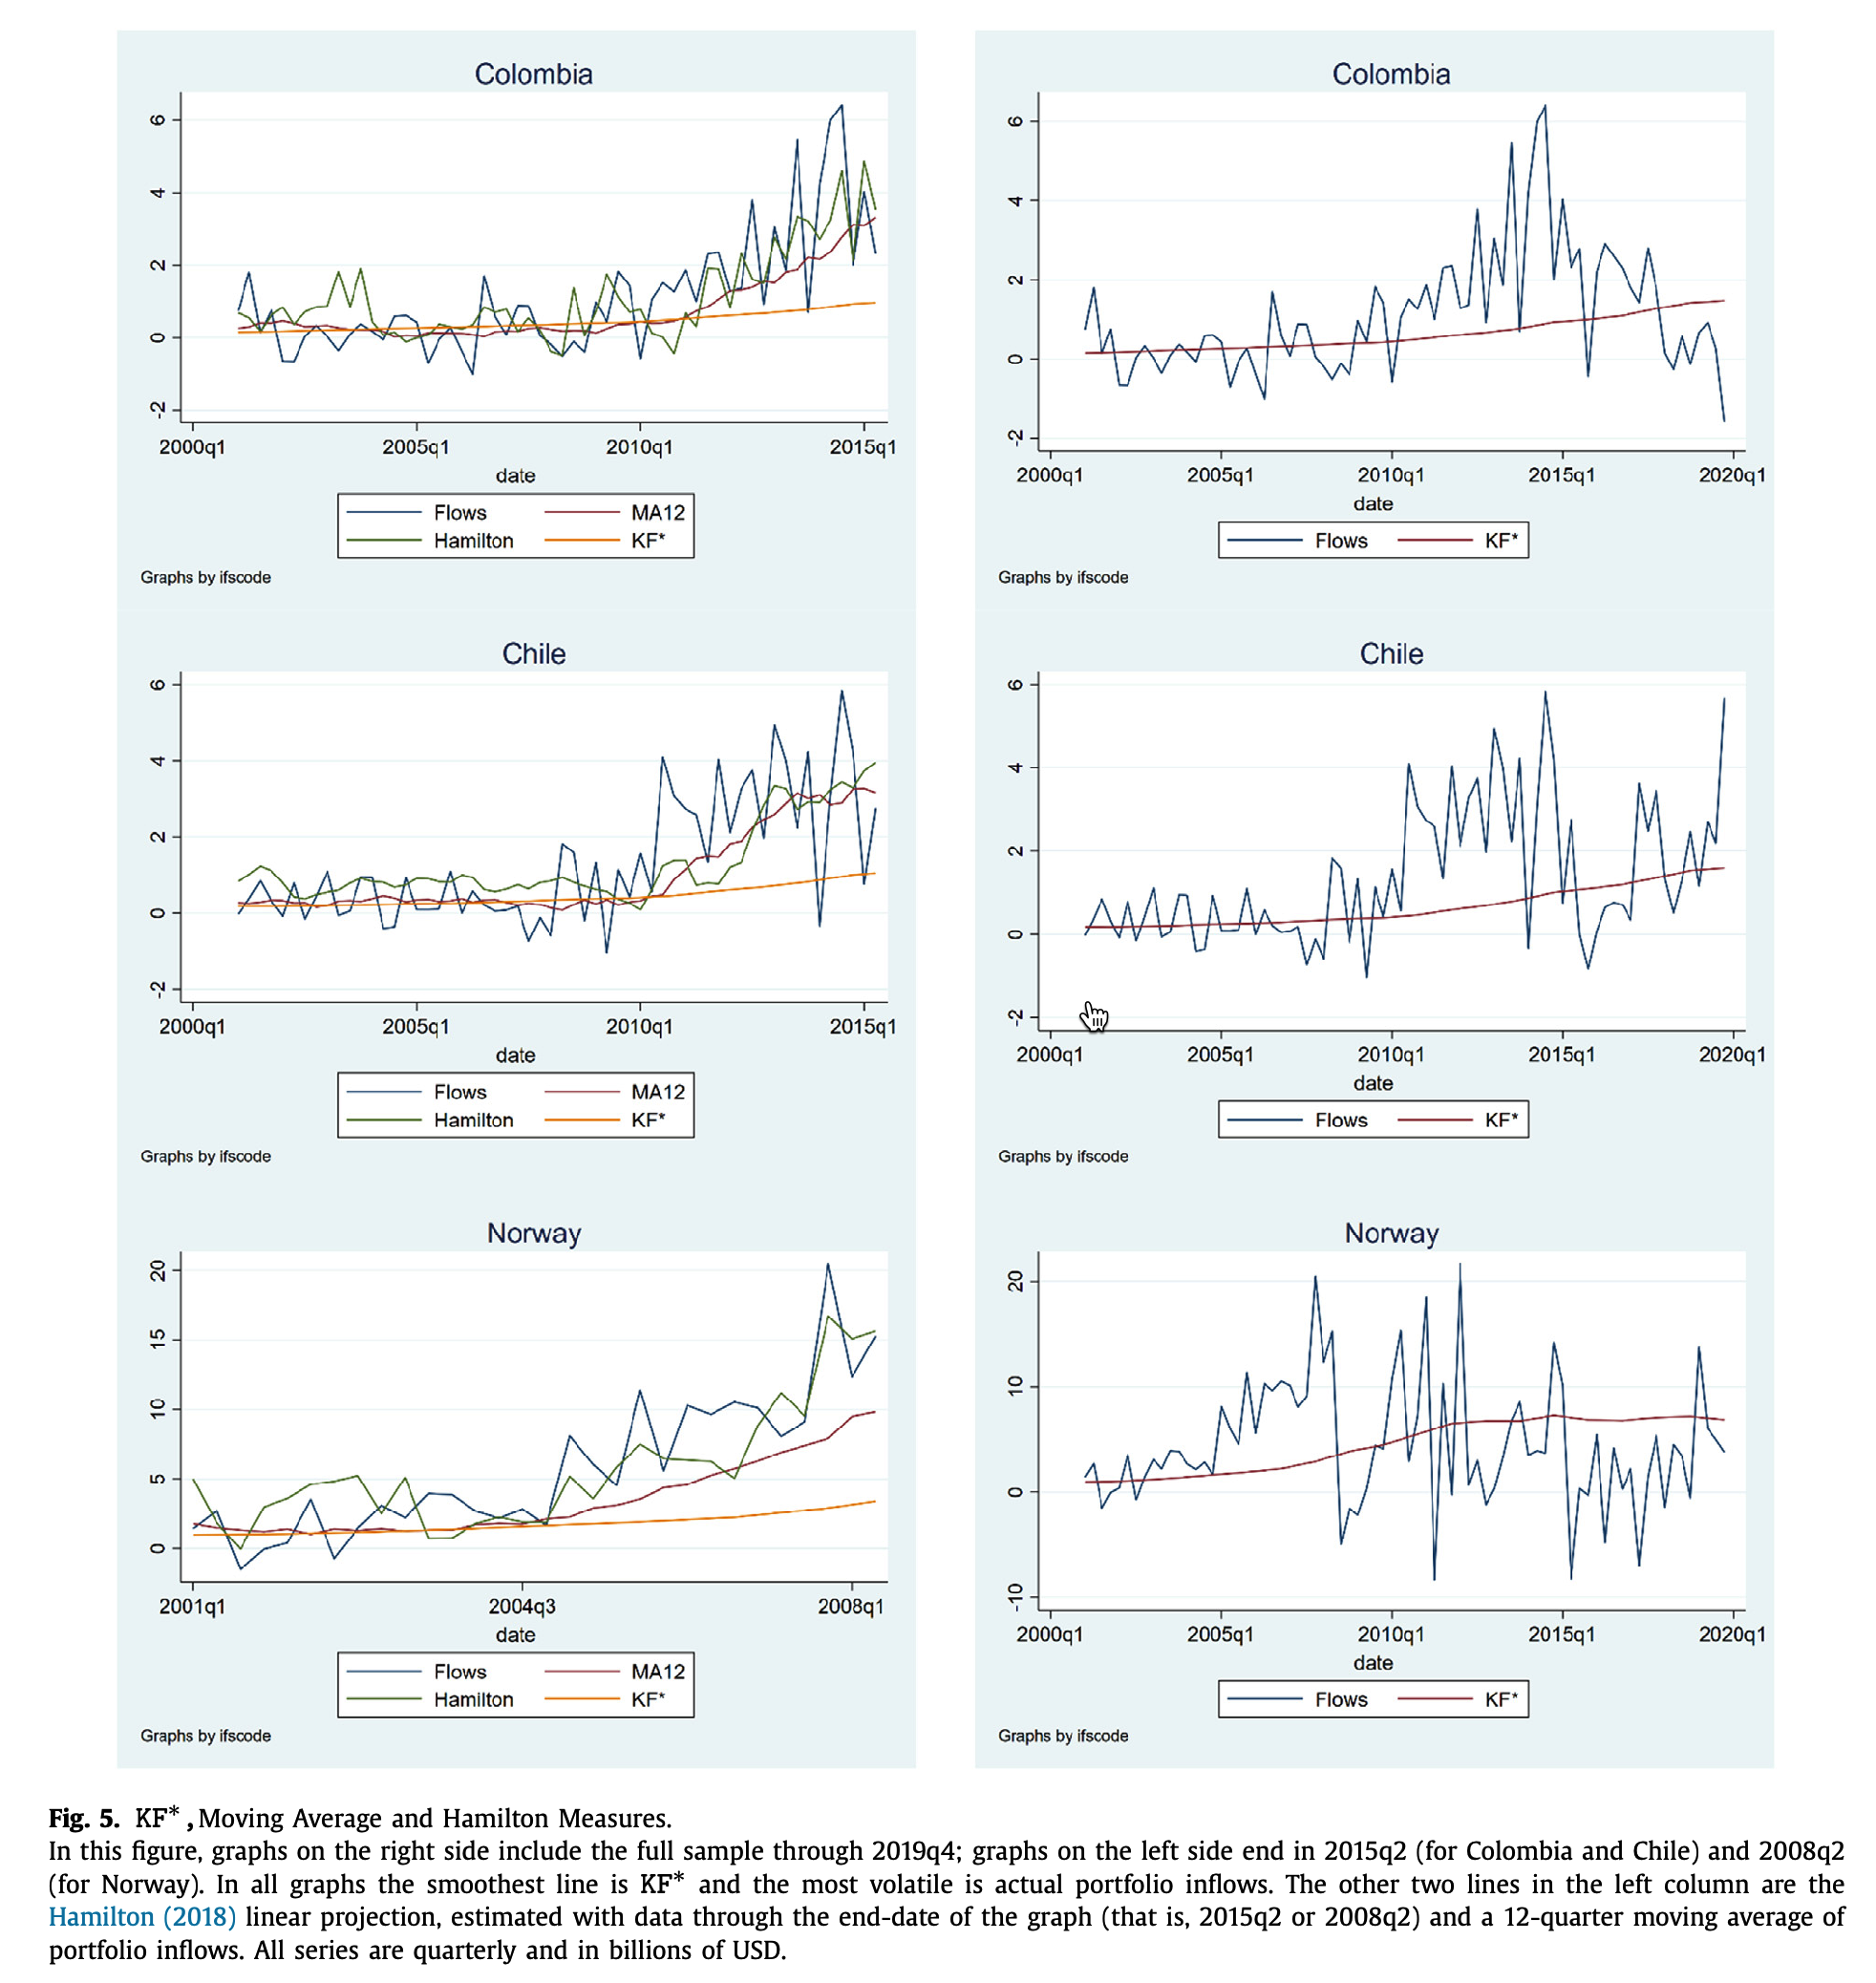 Colombia
6
4
2
0
-2
2000q1 2005q1 2010q1 2015q1
date
Flows MA12
Hamilton KF*
Graphs by ifscode
Colombia
6
4
2
0
-2
2000q1 2005q1 2010q1 2015q1 2020q1
date
Flows KF*
Graphs by ifscode
Chile
6
4
2
0
-2
2000q1 2005q1 2010q1 2015q1
date
Flows MA12
Hamilton KF*
Graphs by ifscode
Chile
6
4
2
0
-2
2000q1 2005q1 2010q1 2015q1 2020q1
date
Flows KF*
Graphs by ifscode
Norway
20
15
10
5
0
2001q1 2004q3 2008q1
date
Flows MA12
Hamilton KF*
Graphs by ifscode
Norway
20
10
0
-10
2000q1 2005q1 2010q1 2015q1 2020q1
date
Flows KF*
Graphs by ifscode
Fig. 5. KF* , Moving Average and Hamilton Measures.
In this figure, graphs on the right side include the full sample through 2019q4; graphs on the left side end in 2015q2 (for Colombia and Chile) and 2008q2
(for Norway). In all graphs the smoothest line is KF* and the most volatile is actual portfolio inflows. The other two lines in the left column are the
Hamilton (2018) linear projection, estimated with data through the end-date of the graph (that is, 2015q2 or 2008q2) and a 12-quarter moving average of
portfolio inflows. All series are quarterly and in billions of USD.